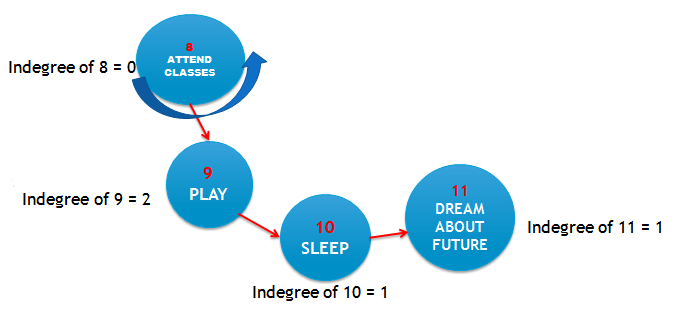 8
ATTEND
CLASSES
Indegree of 8 = 0
9
PLAY
Indegree of 9 = 2
10
SLEEP
Indegree of 10 = 1
11
DREAM
ABOUT
FUTURE
Indegree of 11 = 1